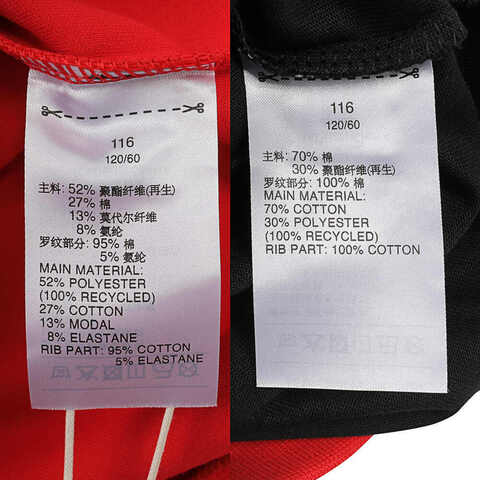 116
120/60
主料: 52% 聚酯纤维(再生)
27% 棉
13% 莫代尔纤维
8% 氨纶
罗纹部分: 95% 棉
5% 氨纶
MAIN MATERIAL:
52% POLYESTER
(100% RECYCLED)
27% COTTON
13% MODAL
8% ELASTANE
RIB PART: 95% COTTON
5% ELASTANE
116
120/60
主料: 70% 棉
30% 聚酯纤维(再生)
罗纹部分: 100% 棉
MAIN MATERIAL:
70% COTTON
30% POLYESTER
(100% RECYCLED)
RIB PART: 100% COTTON